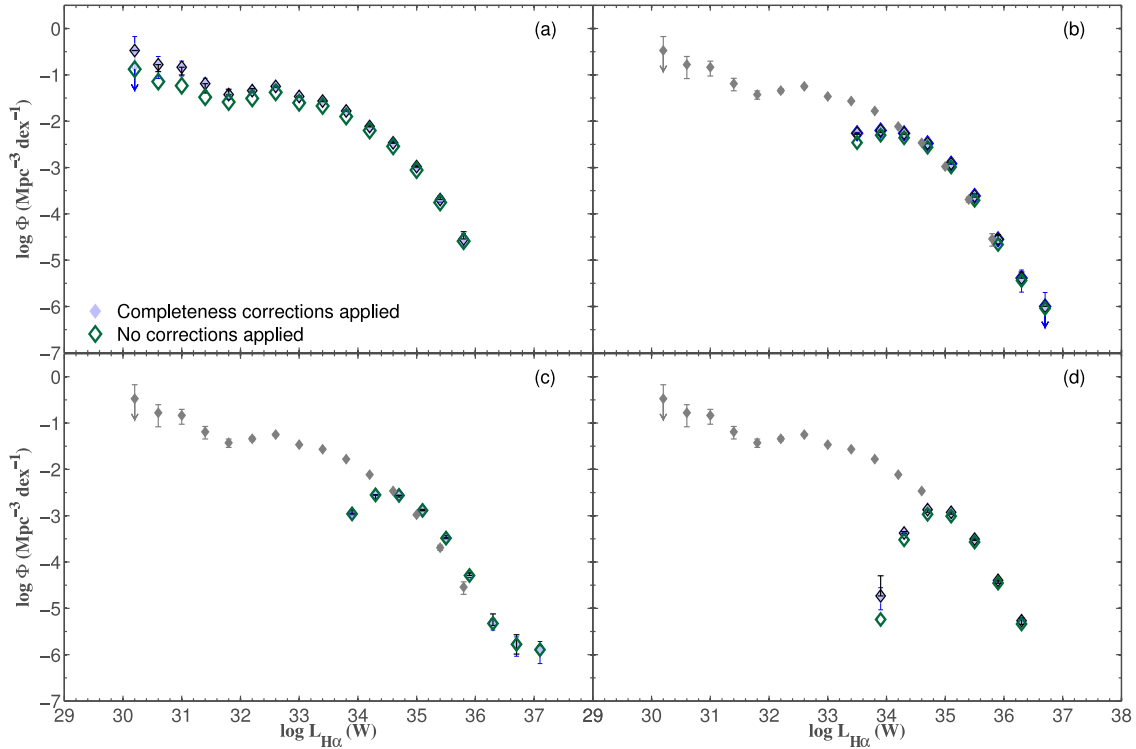 (a)
(b)
0
−1
−2
−3
−4
−5
−6
−7
log Φ (Mpc⁻³ dex⁻¹)
Completeness corrections applied
No corrections applied
(c)
(d)
0
−1
−2
−3
−4
−5
−6
−7
log Φ (Mpc⁻³ dex⁻¹)
29 30 31 32 33 34 35 36 37
29 30 31 32 33 34 35 36 37 38
log L_Hα (W)
log L_Hα (W)